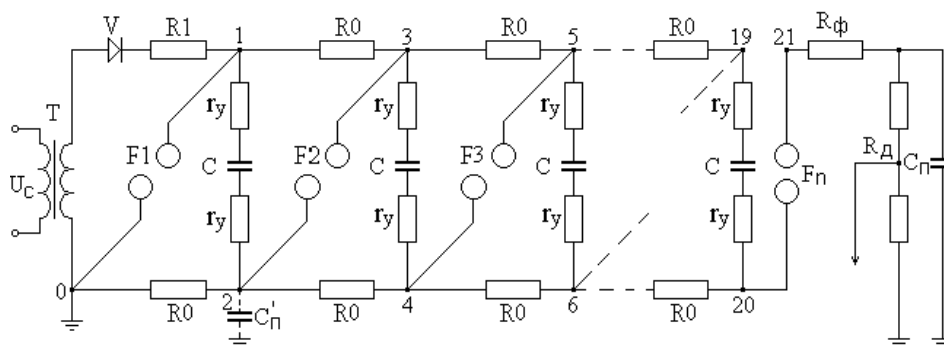 V R1 1 R0 3 R0 5 R0 19 21 Rф
T rу rу rу rу
Uc F1 C F2 C F3 C C Fп Rд Cп
rу rу rу rу
0 R0 2 R0 4 R0 6 R0 20
C'п